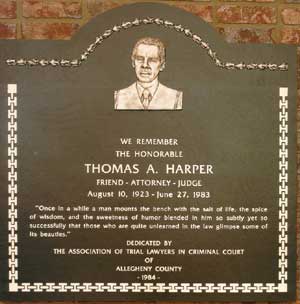 WE REMEMBER
THE HONORABLE
THOMAS A. HARPER
FRIEND - ATTORNEY - JUDGE
August 10, 1923 - June 27, 1983
"Once in a while a man mounts the bench with the salt of life, the spice
of wisdom, and the sweetness of humor blended in him so subtly yet so
successfully that those who are quite unlearned in the law glimpse some of
its beauties."
DEDICATED BY
THE ASSOCIATION OF TRIAL LAWYERS IN CRIMINAL COURT
OF
ALLEGHENY COUNTY
- 1984 -